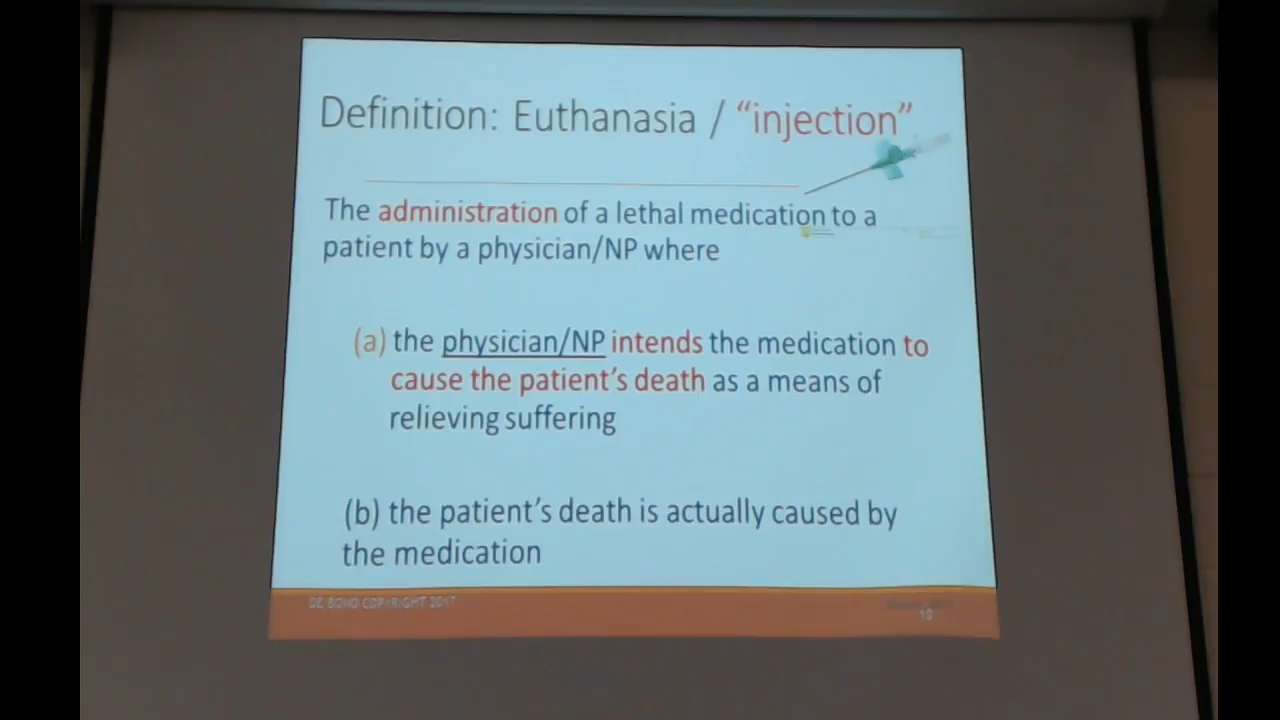 Definition: Euthanasia / “injection”
The administration of a lethal medication to a
patient by a physician/NP where
(a) the physician/NP intends the medication to
cause the patient’s death as a means of
relieving suffering
(b) the patient’s death is actually caused by
the medication
COPYRIGHT 2017